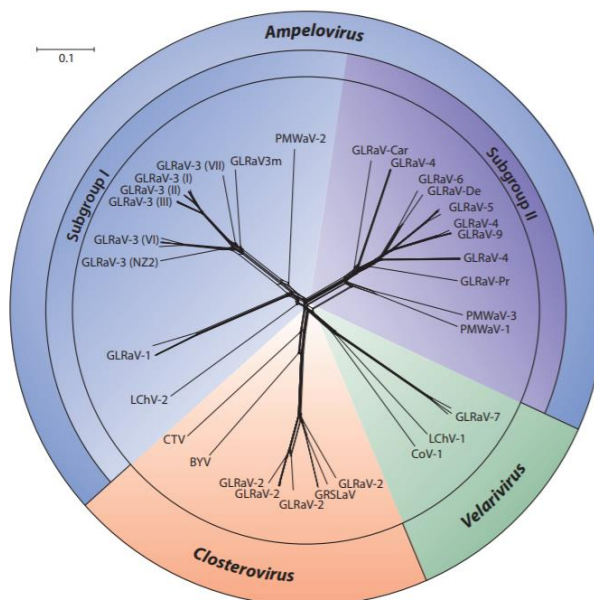 Ampelovirus
0.1
Subgroup I
Subgroup II
PMWaV-2
GLRaV-Car
GLRaV-4
GLRaV-3 (VII)
GLRaV3m
GLRaV-3 (I)
GLRaV-3 (II)
GLRaV-3 (III)
GLRaV-6
GLRaV-De
GLRaV-5
GLRaV-4
GLRaV-9
GLRaV-3 (VI)
GLRaV-3 (NZ2)
GLRaV-4
GLRaV-Pr
PMWaV-3
PMWaV-1
GLRaV-1
LChV-2
GLRaV-7
LChV-1
CoV-1
CTV
BYV
GLRaV-2
GLRaV-2
GLRaV-2
GRSLaV
GLRaV-2
Velarivirus
Closterovirus